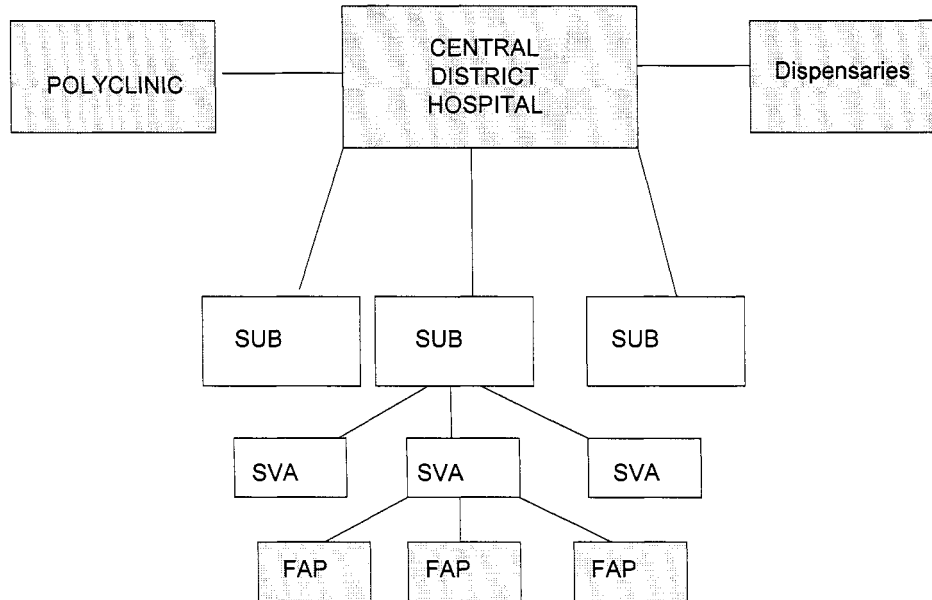 POLYCLINIC
CENTRAL
DISTRICT
HOSPITAL
Dispensaries
SUB
SUB
SUB
SVA
SVA
SVA
FAP
FAP
FAP